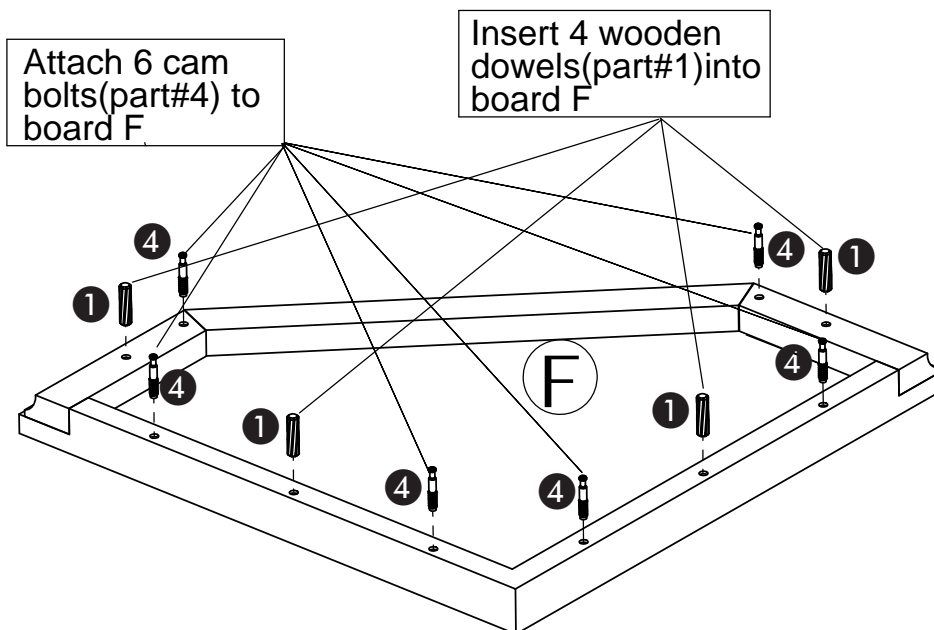 Attach 6 cam
bolts(part#4) to
board F
Insert 4 wooden
dowels(part#1)into
board F
4
1
4
1
4
1
4
4
1
4
F